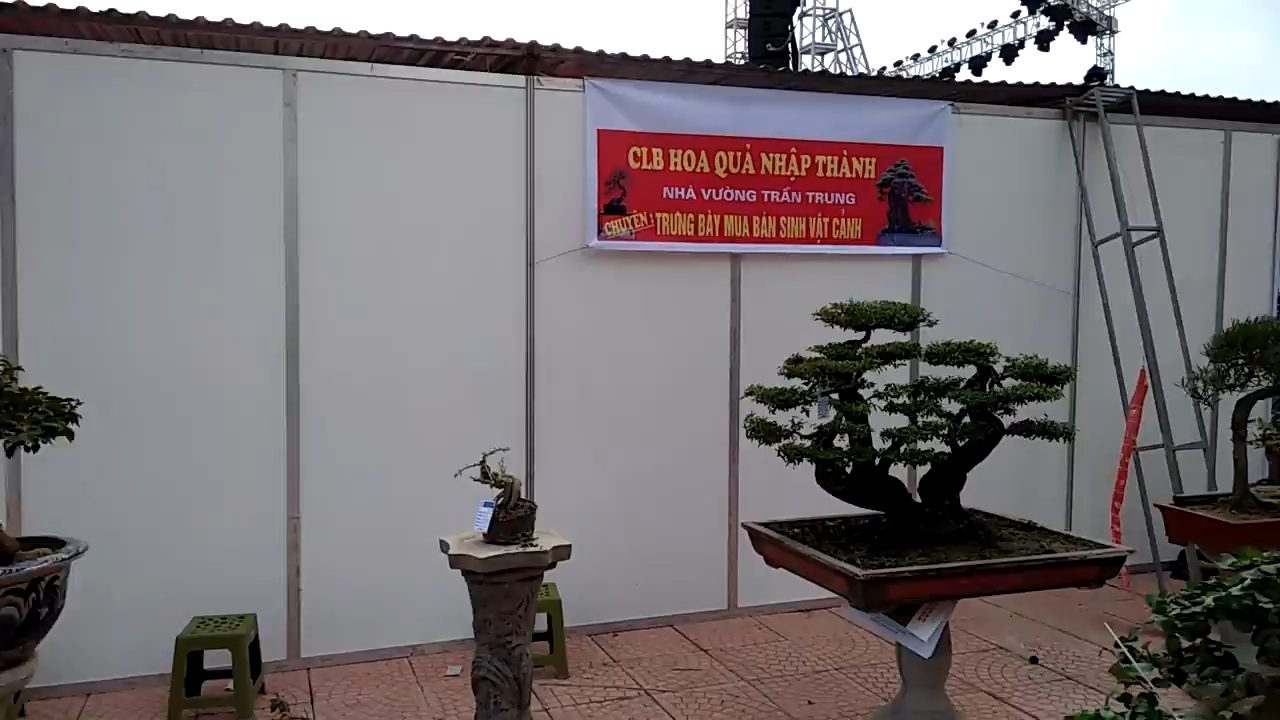 CLB HOA QUẢ NHẬP THÀNH
NHÀ VƯỜNG TRẦN TRUNG
CHUYÊN: TRƯNG BÀY MUA BÁN SINH VẬT CẢNH